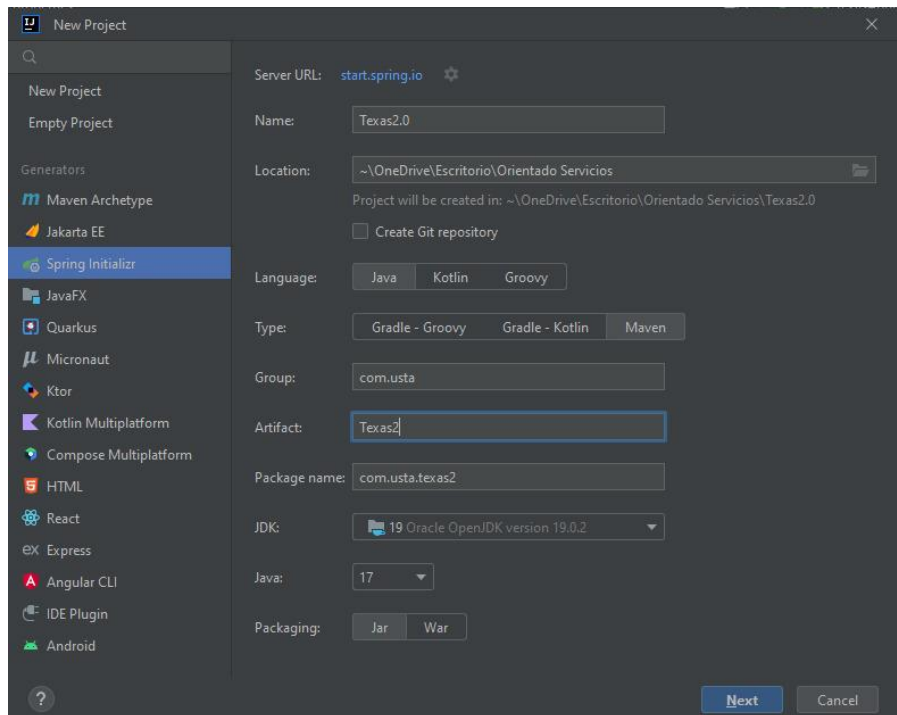 New Project
New Project
Empty Project
Generators
Maven Archetype
Jakarta EE
Spring Initializr
JavaFX
Quarkus
Micronaut
Ktor
Kotlin Multiplatform
Compose Multiplatform
HTML
React
ex Express
Angular CLI
IDE Plugin
Android
Server URL: start.spring.io
Name: Texas2.0
Location: ~\OneDrive\Escritorio\Orientado Servicios
Project will be created in: ~\OneDrive\Escritorio\Orientado Servicios\Texas2.0
Create Git repository
Language: Java Kotlin Groovy
Type: Gradle - Groovy Gradle - Kotlin Maven
Group: com.usta
Artifact: Texas2
Package name: com.usta.texas2
JDK: 19 Oracle OpenJDK version 19.0.2
Java: 17
Packaging: Jar War
? Next Cancel